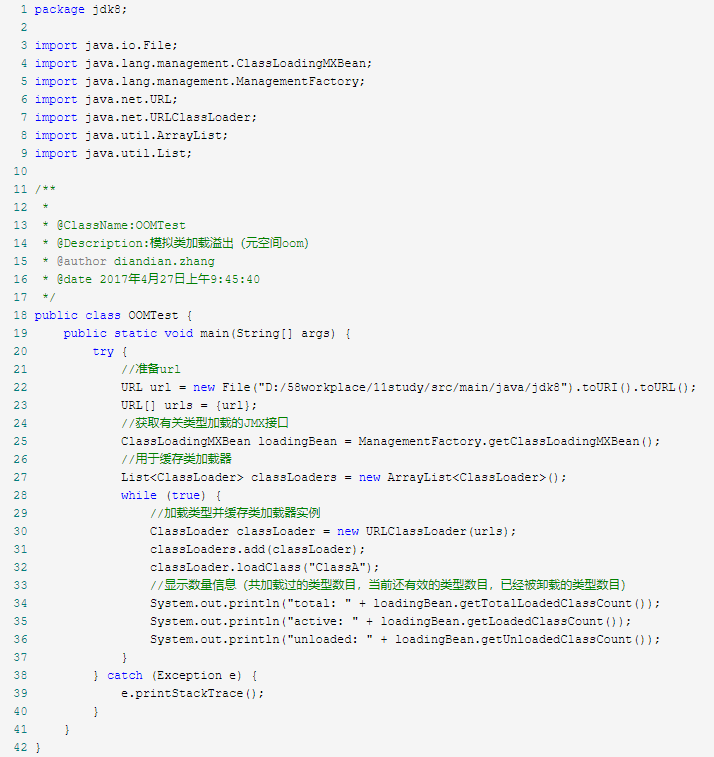 1 package jdk8;
2
3 import java.io.File;
4 import java.lang.management.ClassLoadingMXBean;
5 import java.lang.management.ManagementFactory;
6 import java.net.URL;
7 import java.net.URLClassLoader;
8 import java.util.ArrayList;
9 import java.util.List;
10
11 /**
12  *
13  * @ClassName:OOMTest
14  * @Description:模拟类加载溢出（元空间oom）
15  * @author diandian.zhang
16  * @date 2017年4月27日上午9:45:40
17  */
18 public class OOMTest {
19     public static void main(String[] args) {
20         try {
21             //准备url
22             URL url = new File("D:/58workplace/11study/src/main/java/jdk8").toURI().toURL();
23             URL[] urls = {url};
24             //获取有关类型加载的JMX接口
25             ClassLoadingMXBean loadingBean = ManagementFactory.getClassLoadingMXBean();
26             //用于缓存类加载器
27             List<ClassLoader> classLoaders = new ArrayList<ClassLoader>();
28             while (true) {
29                 //加载类型并缓存类加载器实例
30                 ClassLoader classLoader = new URLClassLoader(urls);
31                 classLoaders.add(classLoader);
32                 classLoader.loadClass("ClassA");
33                 //显示数量信息（共加载过的类型数目，当前还有效的类型数目，已经被卸载的类型数目）
34                 System.out.println("total: " + loadingBean.getTotalLoadedClassCount());
35                 System.out.println("active: " + loadingBean.getLoadedClassCount());
36                 System.out.println("unloaded: " + loadingBean.getUnloadedClassCount());
37             }
38         } catch (Exception e) {
39             e.printStackTrace();
40         }
41     }
42 }